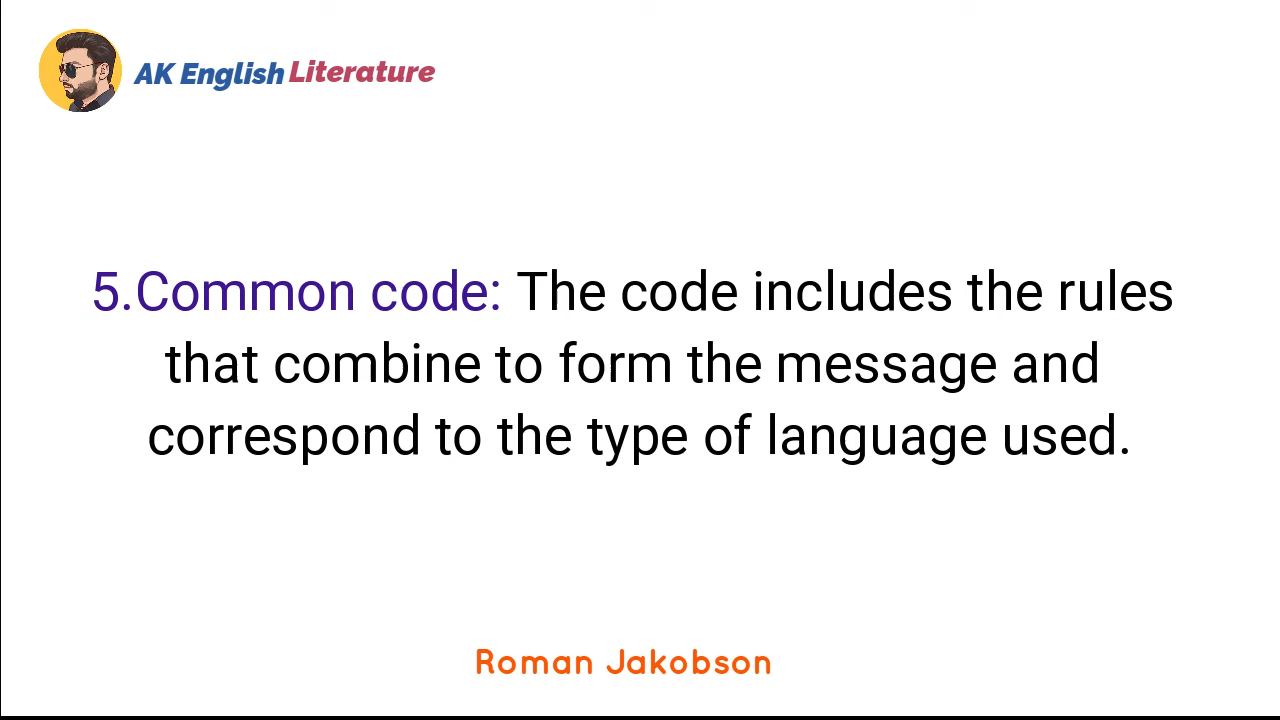 AK English Literature
5.Common code: The code includes the rules
that combine to form the message and
correspond to the type of language used.
Roman Jakobson